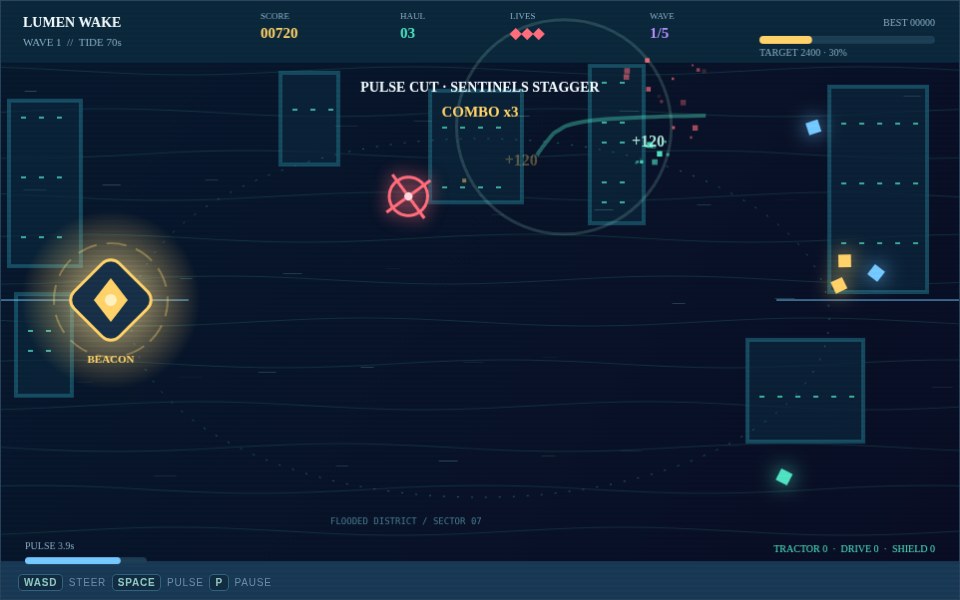 LUMEN WAKE
WAVE 1 // TIDE 70s
SCORE
00720
HAUL
03
LIVES
WAVE
1/5
BEST 00000
TARGET 2400 · 30%
PULSE CUT · SENTINELS STAGGER
COMBO x3
+120
+120
BEACON
FLOODED DISTRICT / SECTOR 07
PULSE 3.9s
TRACTOR 0 · DRIVE 0 · SHIELD 0
WASD STEER SPACE PULSE P PAUSE